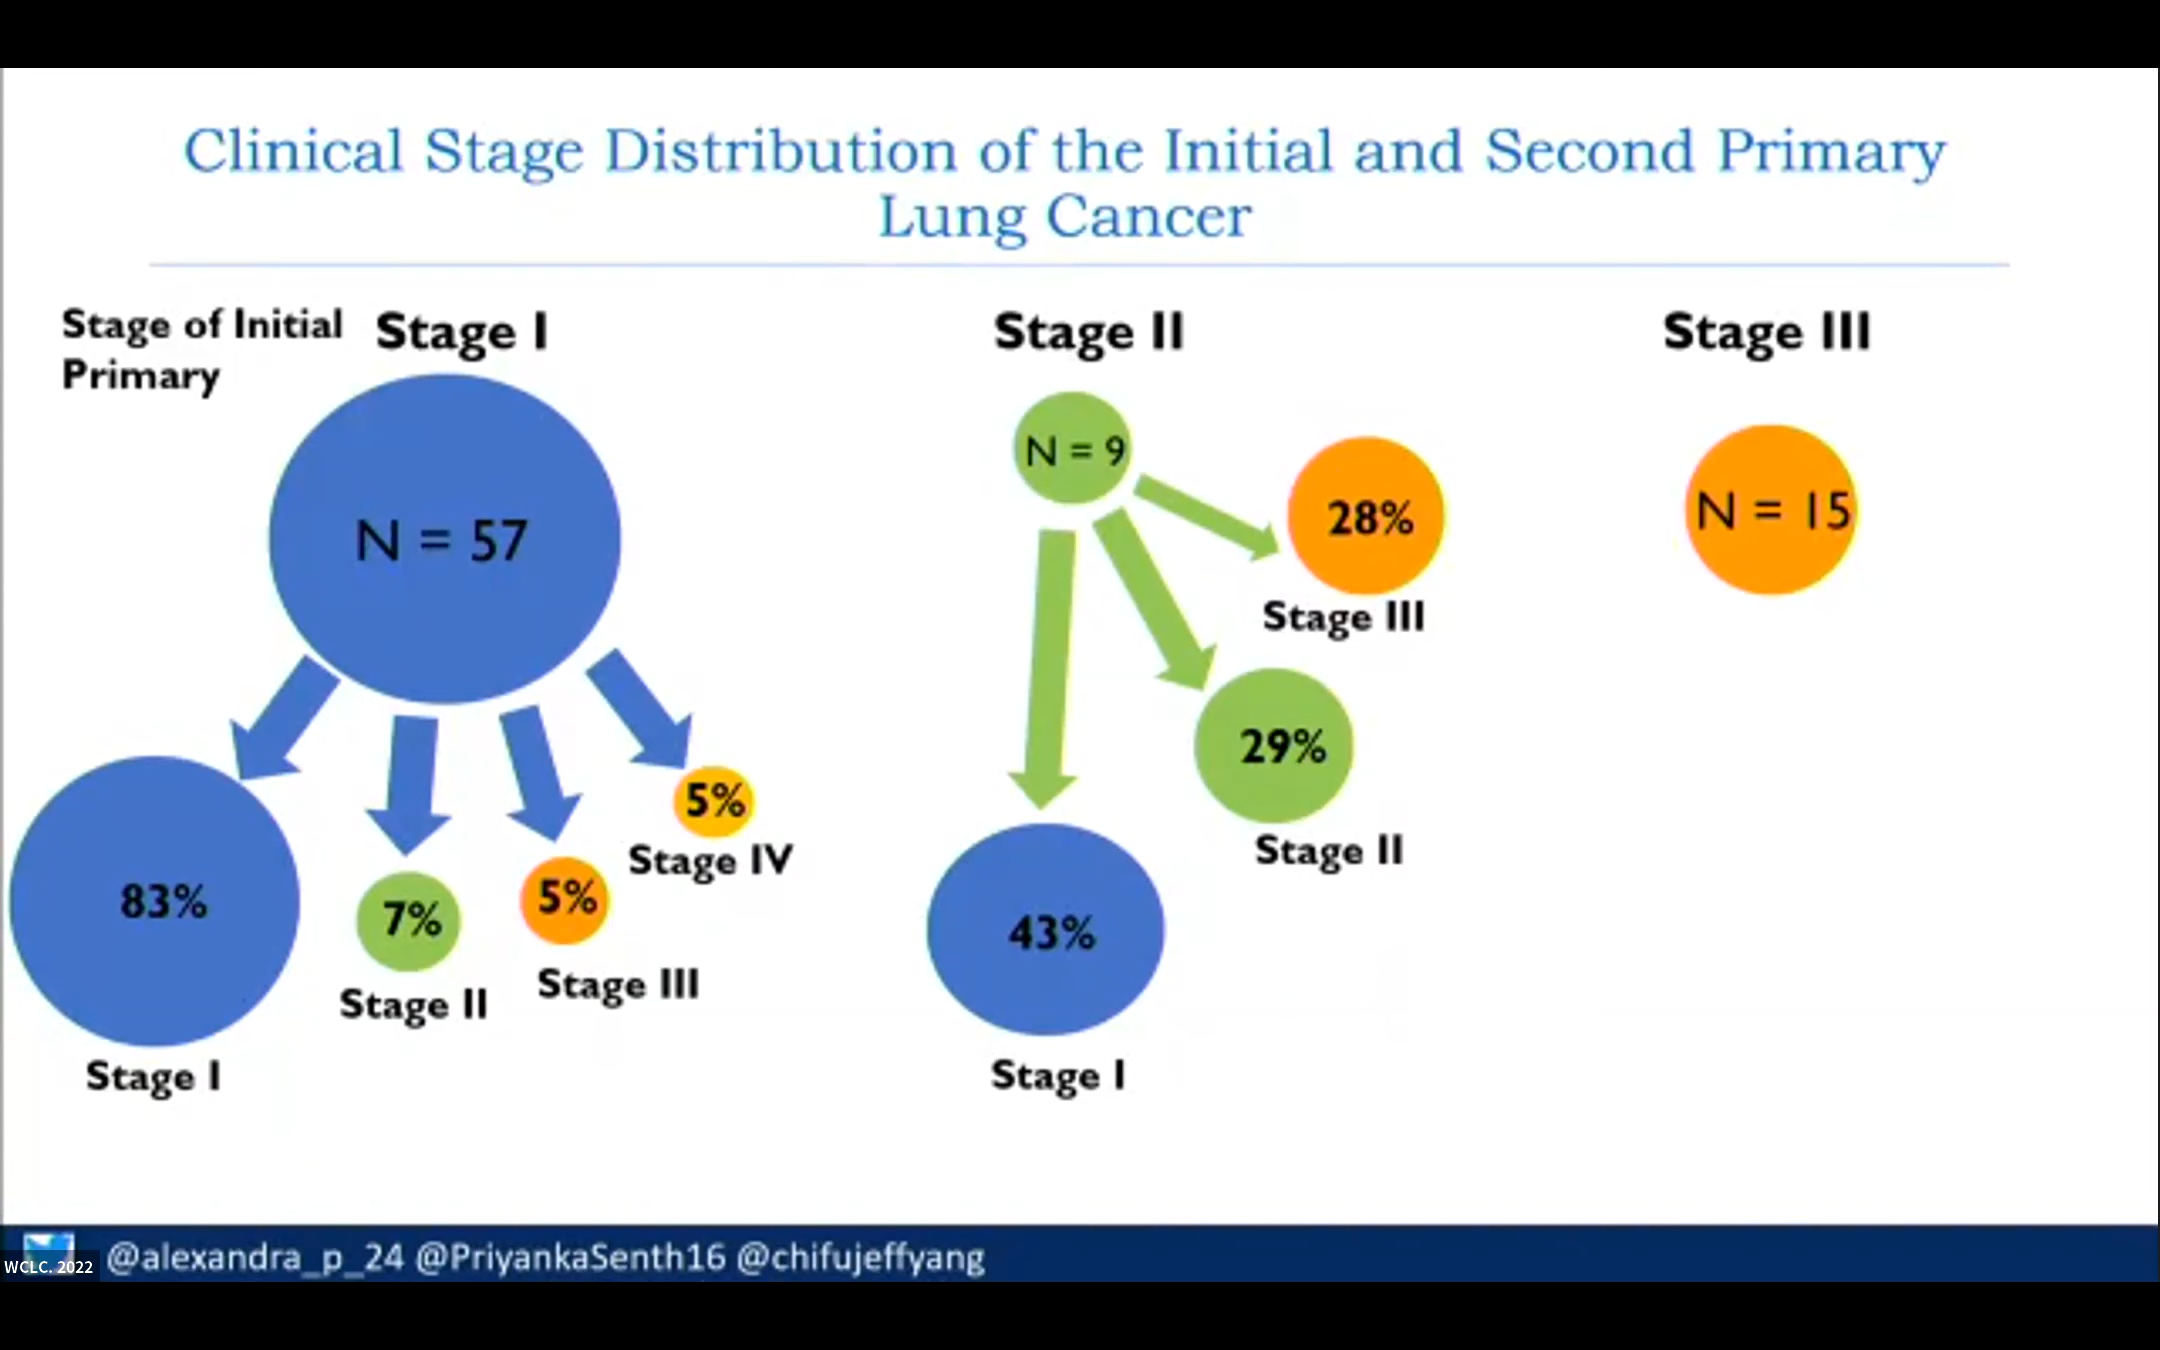 Clinical Stage Distribution of the Initial and Second Primary
Lung Cancer
Stage of Initial
Primary
Stage I
Stage II
Stage III
N = 57
N = 9
28%
N = 15
Stage III
29%
5%
Stage IV
Stage II
83%
7%
5%
43%
Stage II
Stage III
Stage I
Stage I
@alexandra_p_24 @PriyankaSenth16 @chifujeffyang
WCLC. 2022